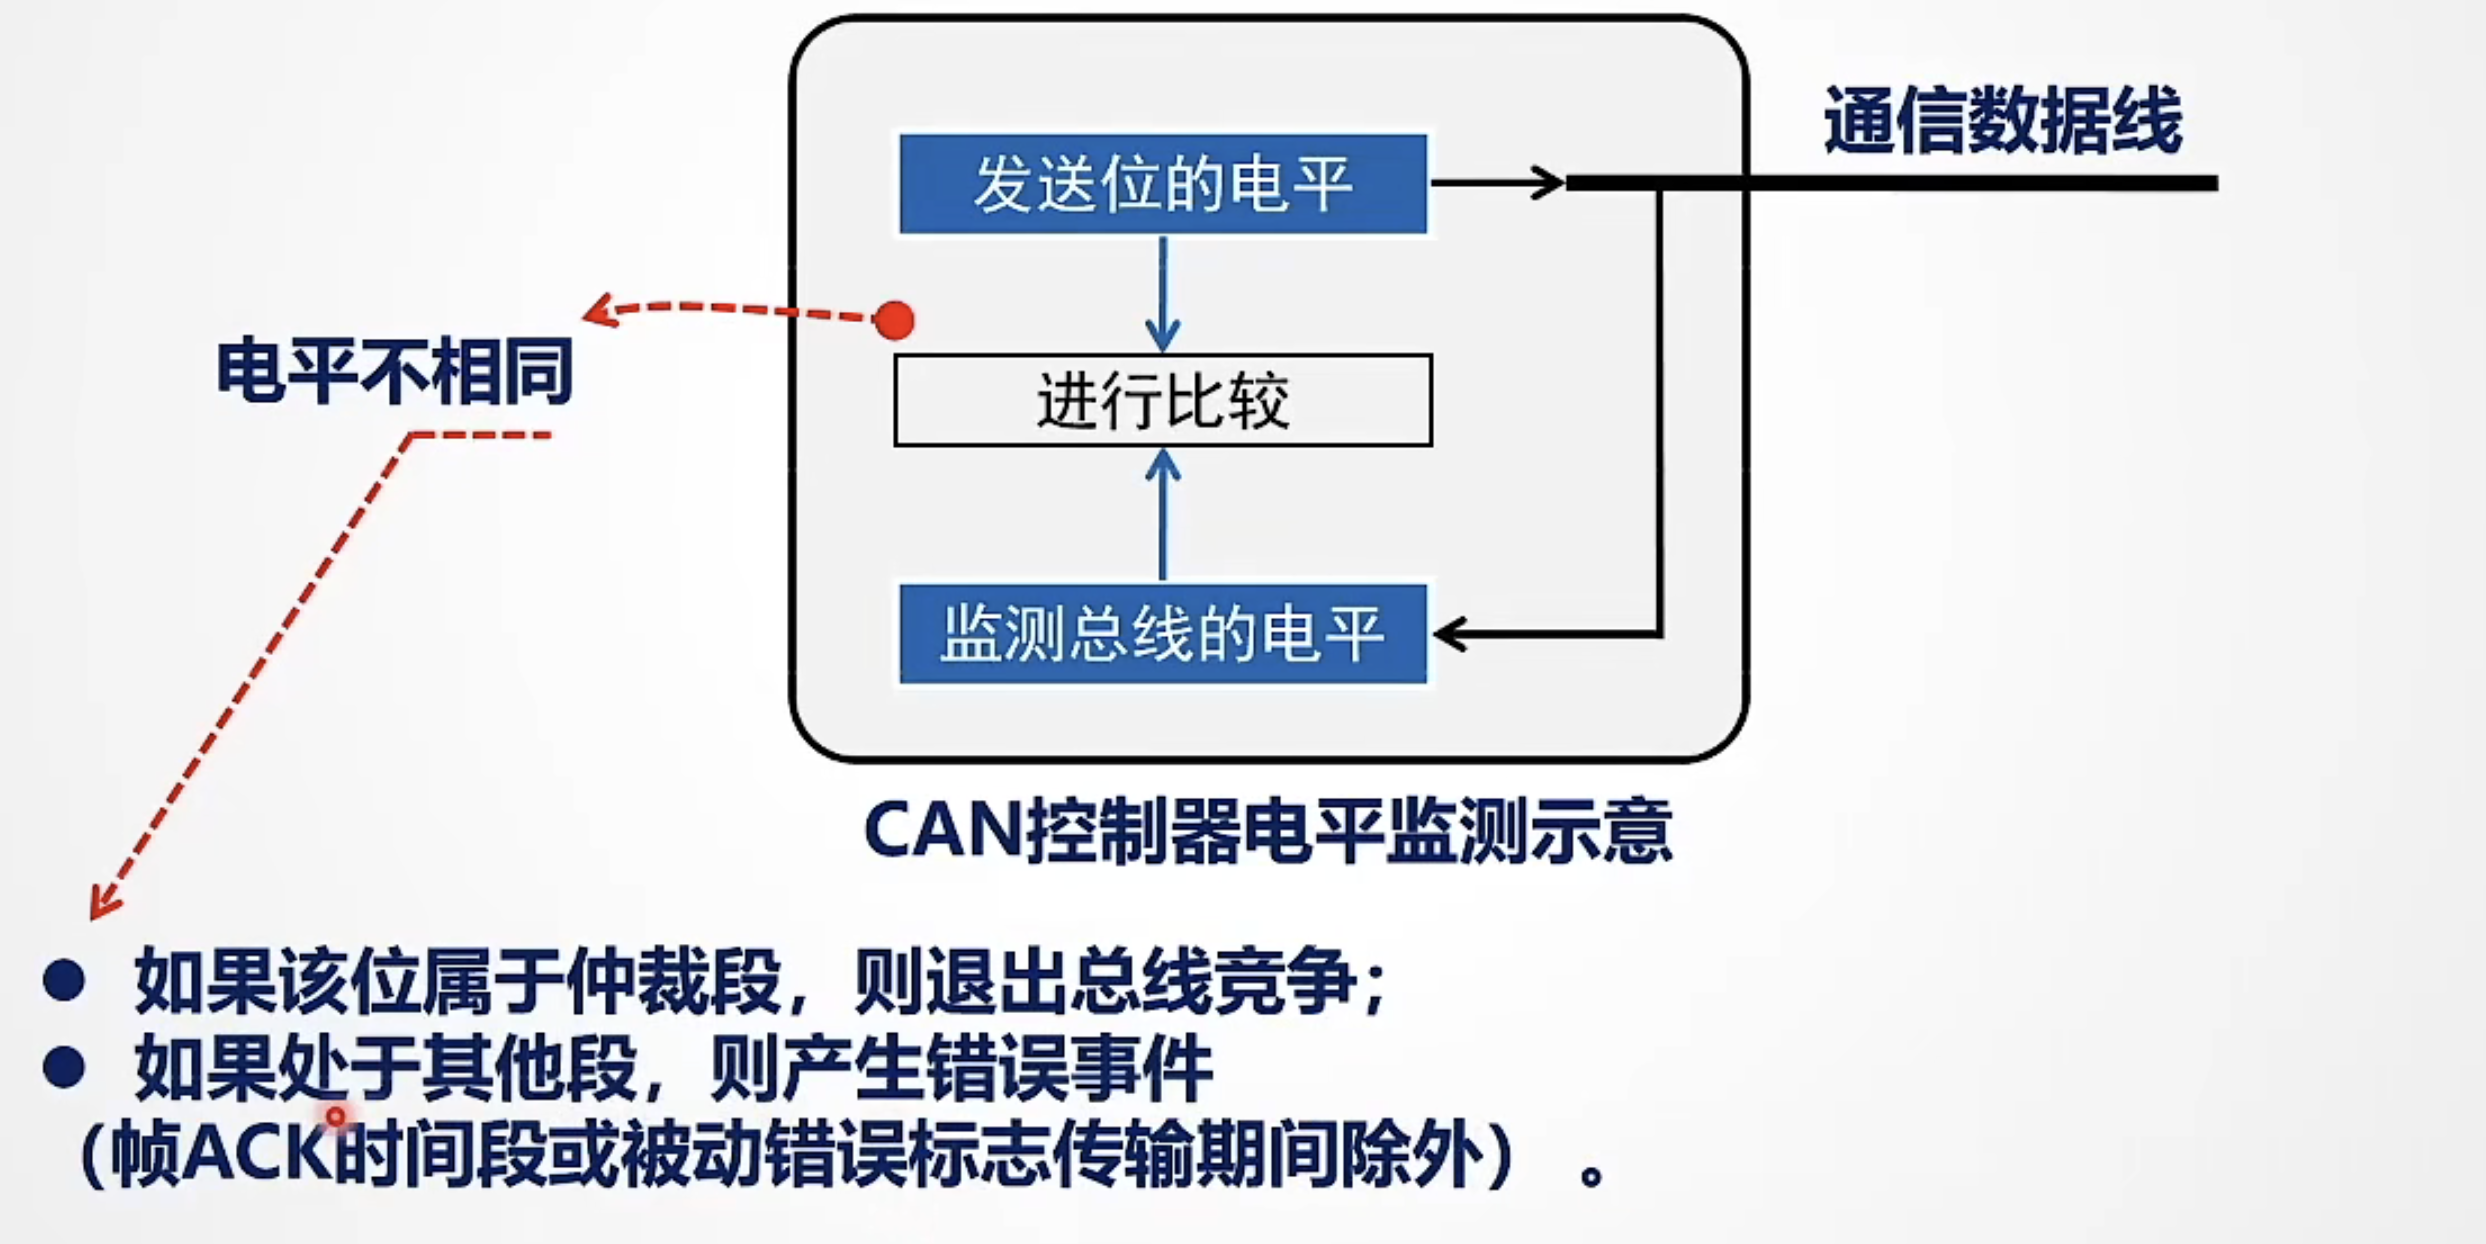 通信数据线
发送位的电平
电平不相同
进行比较
监测总线的电平
CAN控制器电平监测示意
● 如果该位属于仲裁段，则退出总线竞争；
● 如果处于其他段，则产生错误事件
（帧ACK时间段或被动错误标志传输期间除外）。